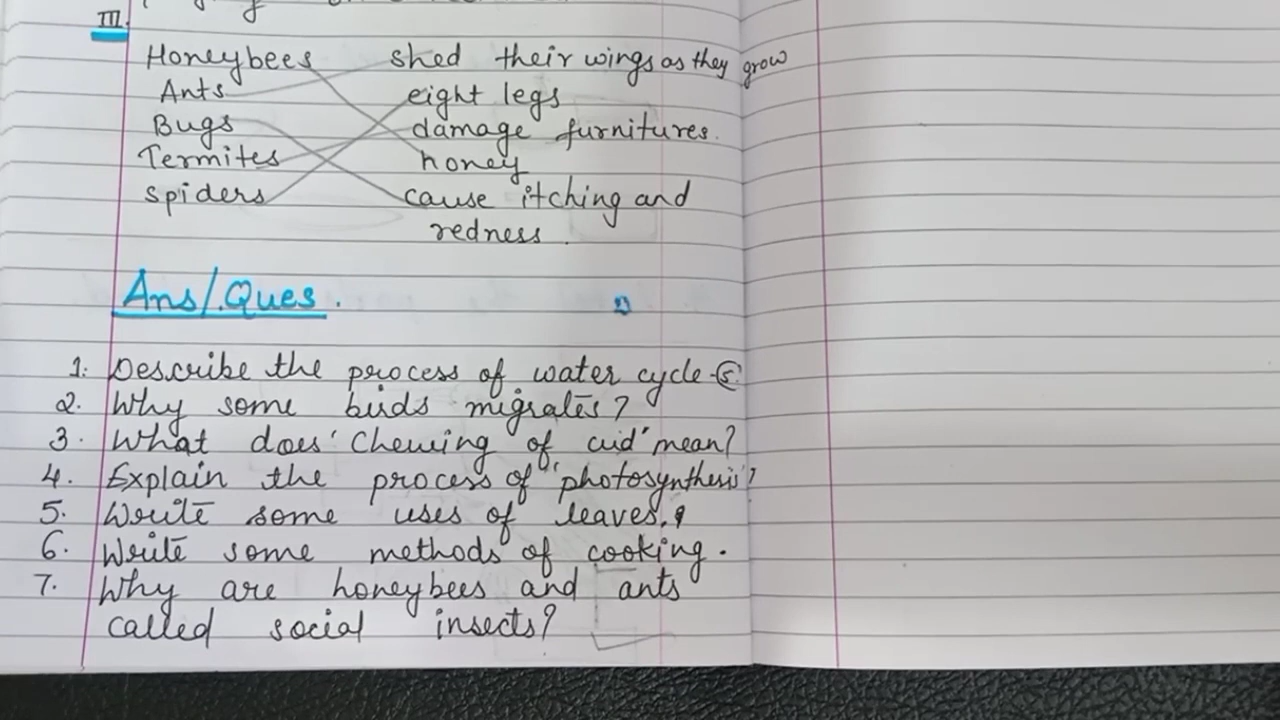 III.
Honeybees shed their wings as they grow
Ants eight legs
Bugs damage furnitures.
Termites honey
Spiders cause itching and
redness.
Ans/Ques.
1. Describe the process of water cycle.
2. Why some birds migrates?
3. What does 'Chewing of cud' mean?
4. Explain the process of 'photosynthesis'?
5. Write some uses of leaves.
6. Write some methods of cooking.
7. Why are honeybees and ants
called social insects?